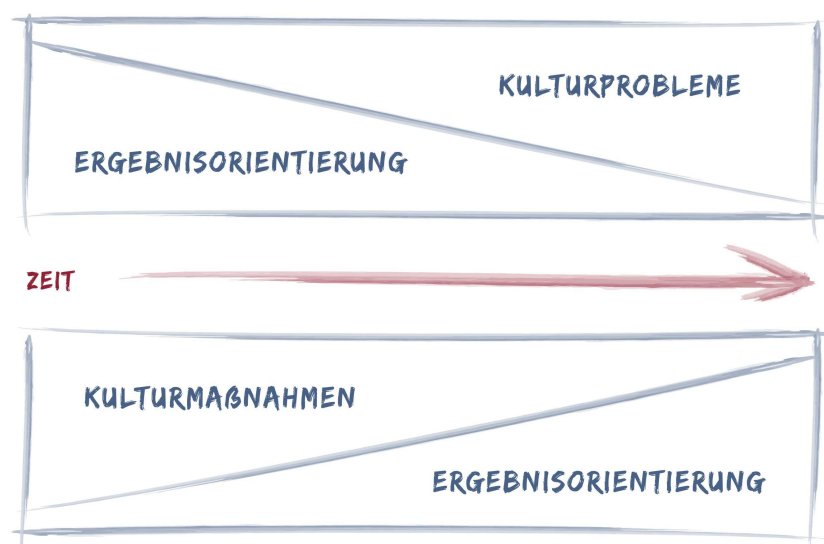 KULTURPROBLEME
ERGEBNISORIENTIERUNG
ZEIT
KULTURMAßNAHMEN
ERGEBNISORIENTIERUNG